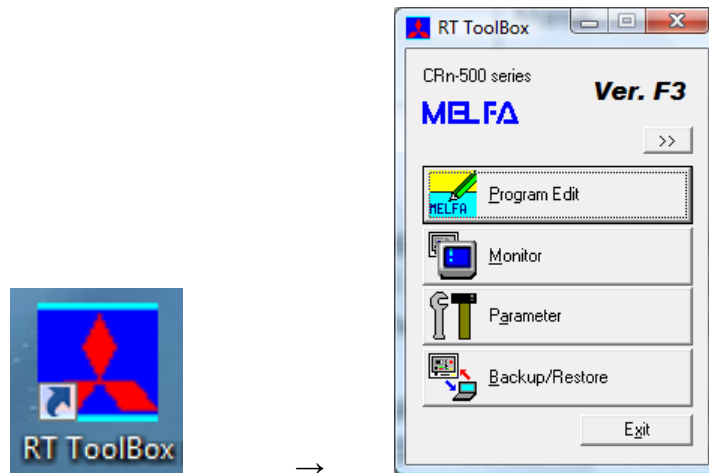 RT ToolBox
CRn-500 series
Ver. F3
MELFA
>>
MELFA
Program Edit
Monitor
Parameter
Backup/Restore
Exit
RT ToolBox
→